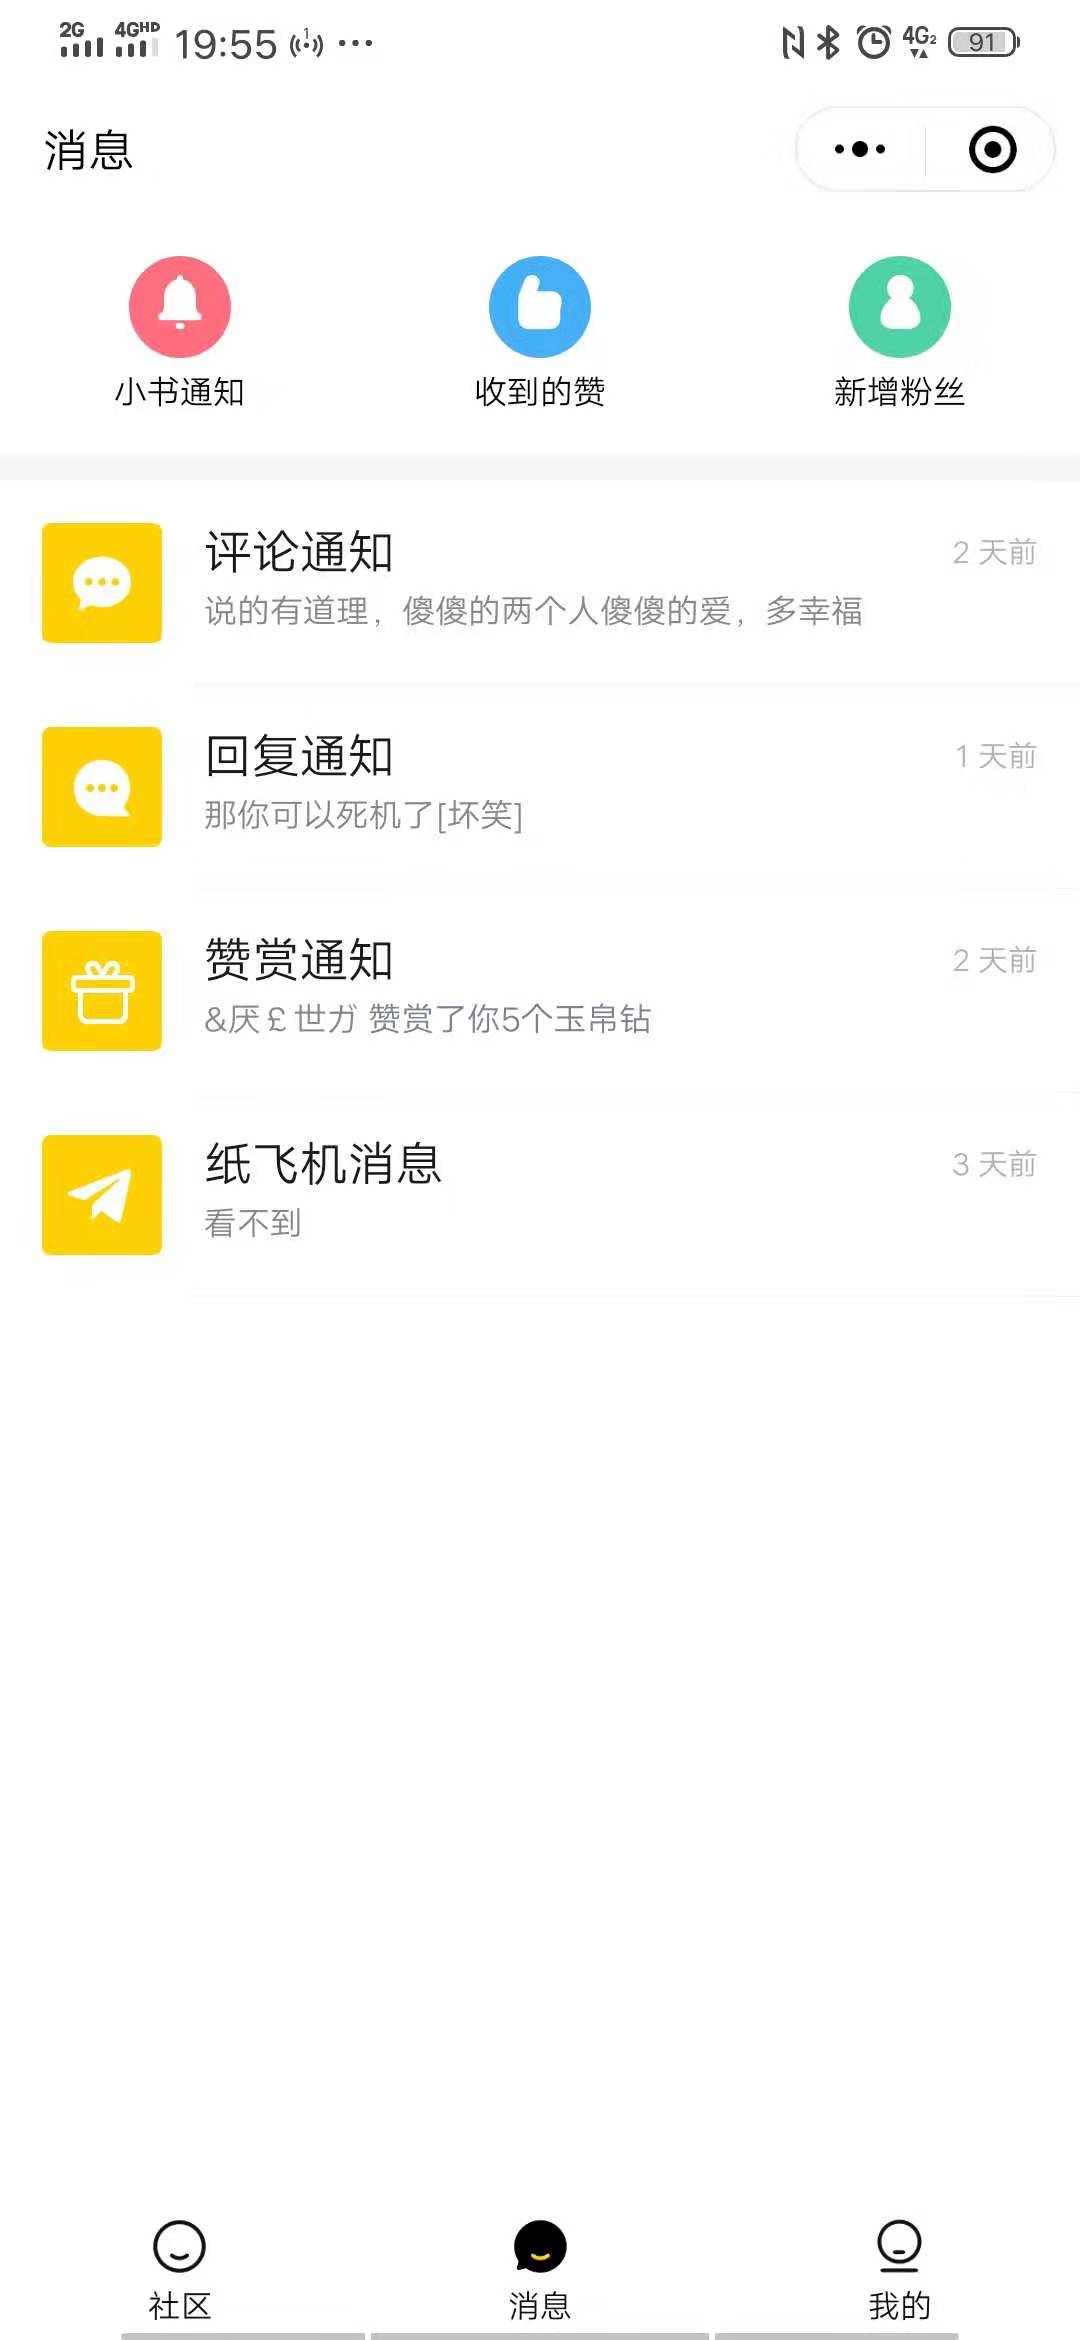 2G 4GHD 19:55 1 4G2 91
消息
小书通知 收到的赞 新增粉丝
评论通知 2 天前
说的有道理，傻傻的两个人傻傻的爱，多幸福
回复通知 1 天前
那你可以死机了[坏笑]
赞赏通知 2 天前
&厌￡世ガ 赞赏了你5个玉帛钻
纸飞机消息 3 天前
看不到
社区 消息 我的